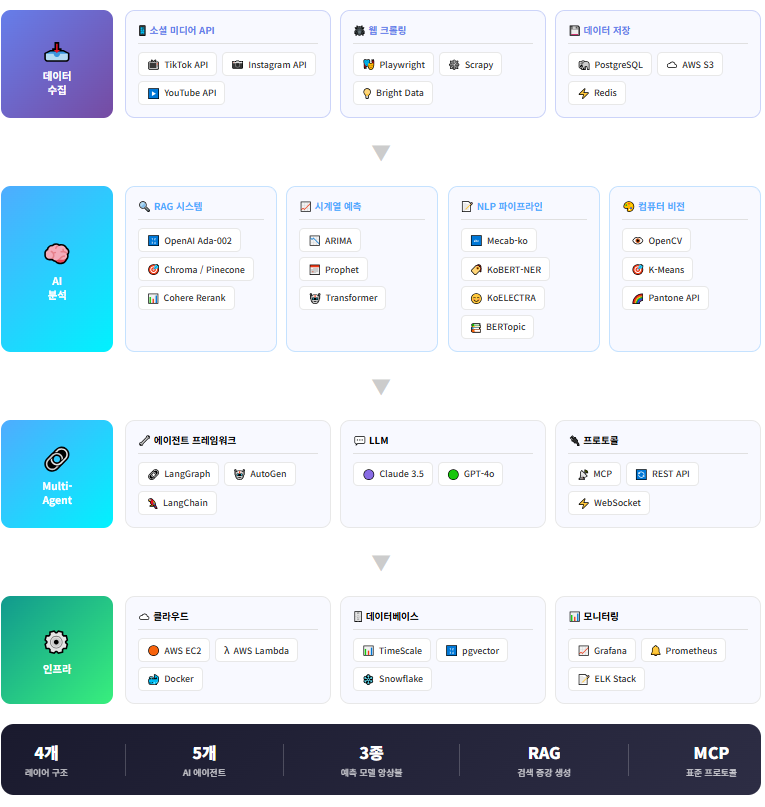 데이터
수집
소셜 미디어 API
TikTok API
Instagram API
YouTube API
웹 크롤링
Playwright
Scrapy
Bright Data
데이터 저장
PostgreSQL
AWS S3
Redis
AI
분석
RAG 시스템
OpenAI Ada-002
Chroma / Pinecone
Cohere Rerank
시계열 예측
ARIMA
Prophet
Transformer
NLP 파이프라인
Mecab-ko
KoBERT-NER
KoELECTRA
BERTopic
컴퓨터 비전
OpenCV
K-Means
Pantone API
Multi-
Agent
에이전트 프레임워크
LangGraph
AutoGen
LangChain
LLM
Claude 3.5
GPT-4o
프로토콜
MCP
REST API
WebSocket
인프라
클라우드
AWS EC2
λ AWS Lambda
Docker
데이터베이스
TimeScale
pgvector
Snowflake
모니터링
Grafana
Prometheus
ELK Stack
4개
레이어 구조
5개
AI 에이전트
3종
예측 모델 앙상블
RAG
검색 증강 생성
MCP
표준 프로토콜